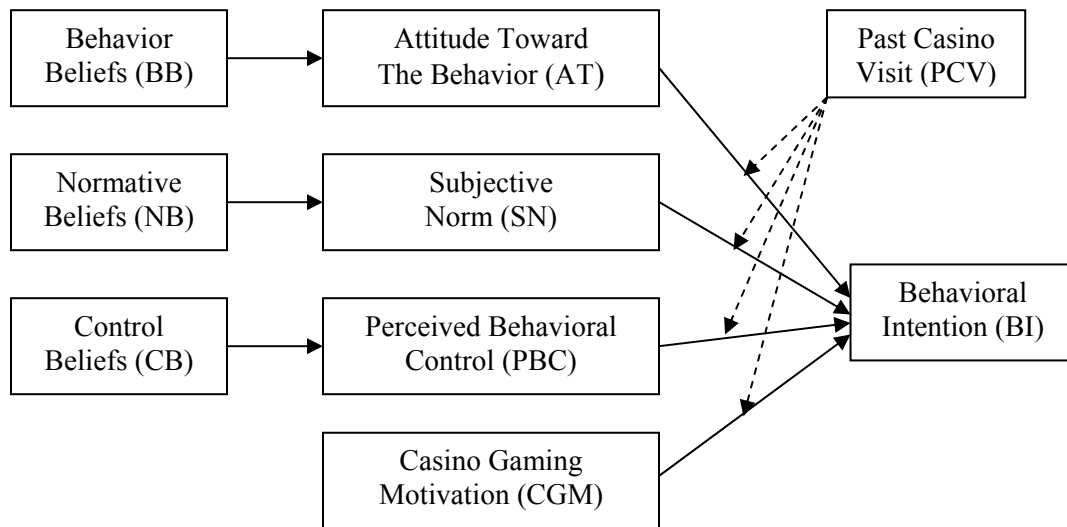 Behavior
Beliefs (BB)
Attitude Toward
The Behavior (AT)
Past Casino
Visit (PCV)
Normative
Beliefs (NB)
Subjective
Norm (SN)
Behavioral
Intention (BI)
Control
Beliefs (CB)
Perceived Behavioral
Control (PBC)
Casino Gaming
Motivation (CGM)